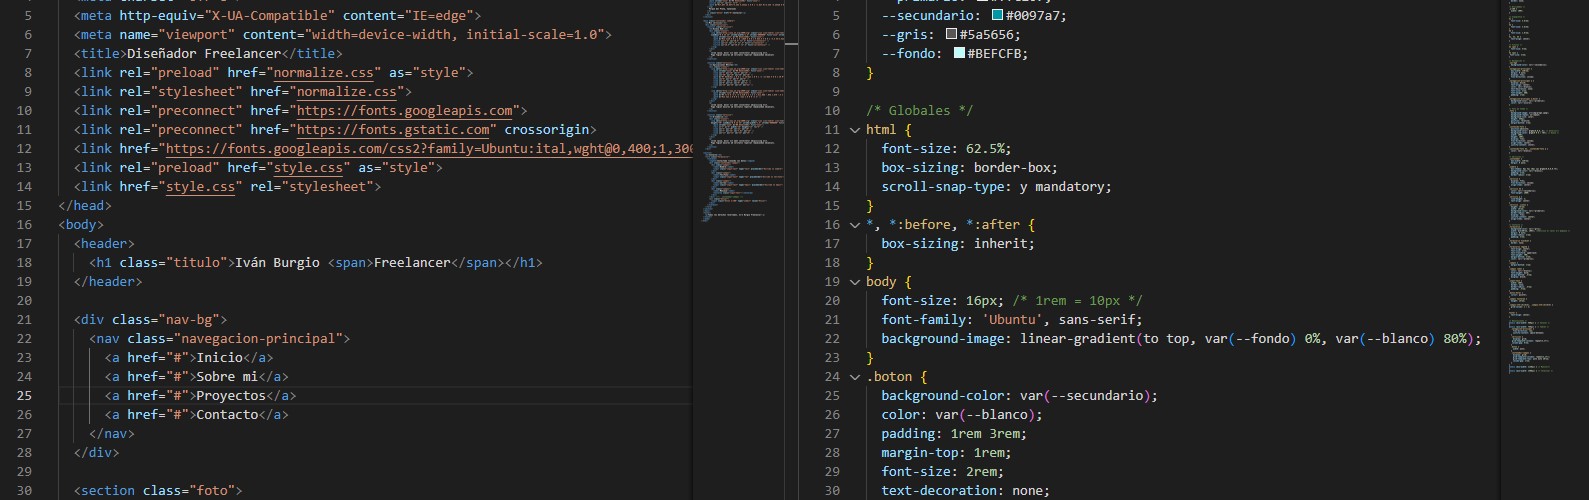 5 <meta http-equiv="X-UA-Compatible" content="IE=edge">
6 <meta name="viewport" content="width=device-width, initial-scale=1.0">
7 <title>Diseñador Freelancer</title>
8 <link rel="preload" href="normalize.css" as="style">
9 <link rel="stylesheet" href="normalize.css">
10 <link rel="preconnect" href="https://fonts.googleapis.com">
11 <link rel="preconnect" href="https://fonts.gstatic.com" crossorigin>
12 <link href="https://fonts.googleapis.com/css2?family=Ubuntu:ital,wght@0,400;1,300
13 <link rel="preload" href="style.css" as="style">
14 <link href="style.css" rel="stylesheet">
15 </head>
16 <body>
17 <header>
18 <h1 class="titulo">Iván Burgio <span>Freelancer</span></h1>
19 </header>
20
21 <div class="nav-bg">
22 <nav class="navegacion-principal">
23 <a href="#">Inicio</a>
24 <a href="#">Sobre mi</a>
25 <a href="#">Proyectos</a>
26 <a href="#">Contacto</a>
27 </nav>
28 </div>
29
30 <section class="foto">
5 --secundario: #0097a7;
6 --gris: #5a5656;
7 --fondo: #BEFCFB;
8 }
9
10 /* Globales */
11 html {
12 font-size: 62.5%;
13 box-sizing: border-box;
14 scroll-snap-type: y mandatory;
15 }
16 *, *:before, *:after {
17 box-sizing: inherit;
18 }
19 body {
20 font-size: 16px; /* 1rem = 10px */
21 font-family: 'Ubuntu', sans-serif;
22 background-image: linear-gradient(to top, var(--fondo) 0%, var(--blanco) 80%);
23 }
24 .boton {
25 background-color: var(--secundario);
26 color: var(--blanco);
27 padding: 1rem 3rem;
28 margin-top: 1rem;
29 font-size: 2rem;
30 text-decoration: none;